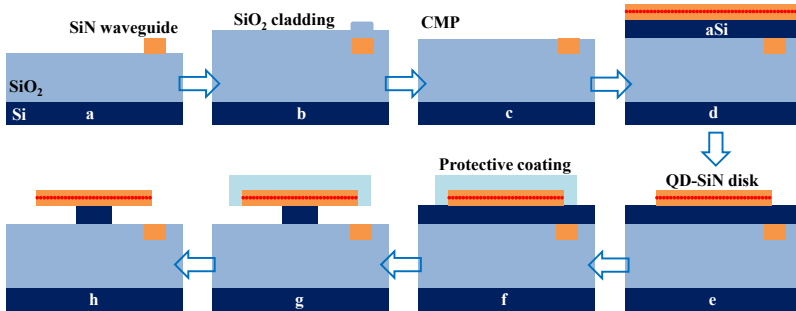 SiN waveguide
SiO2 cladding
CMP
aSi
SiO2
Si
a
b
c
d
Protective coating
QD-SiN disk
h
g
f
e